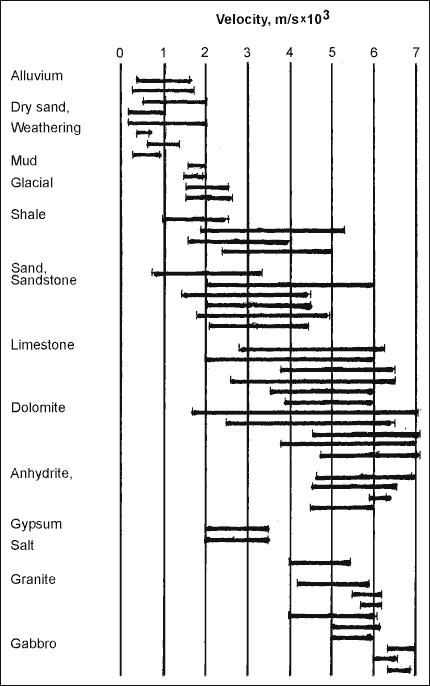 Velocity, m/s×10³
0 1 2 3 4 5 6 7
Alluvium
Dry sand,
Weathering
Mud
Glacial
Shale
Sand,
Sandstone
Limestone
Dolomite
Anhydrite,
Gypsum
Salt
Granite
Gabbro